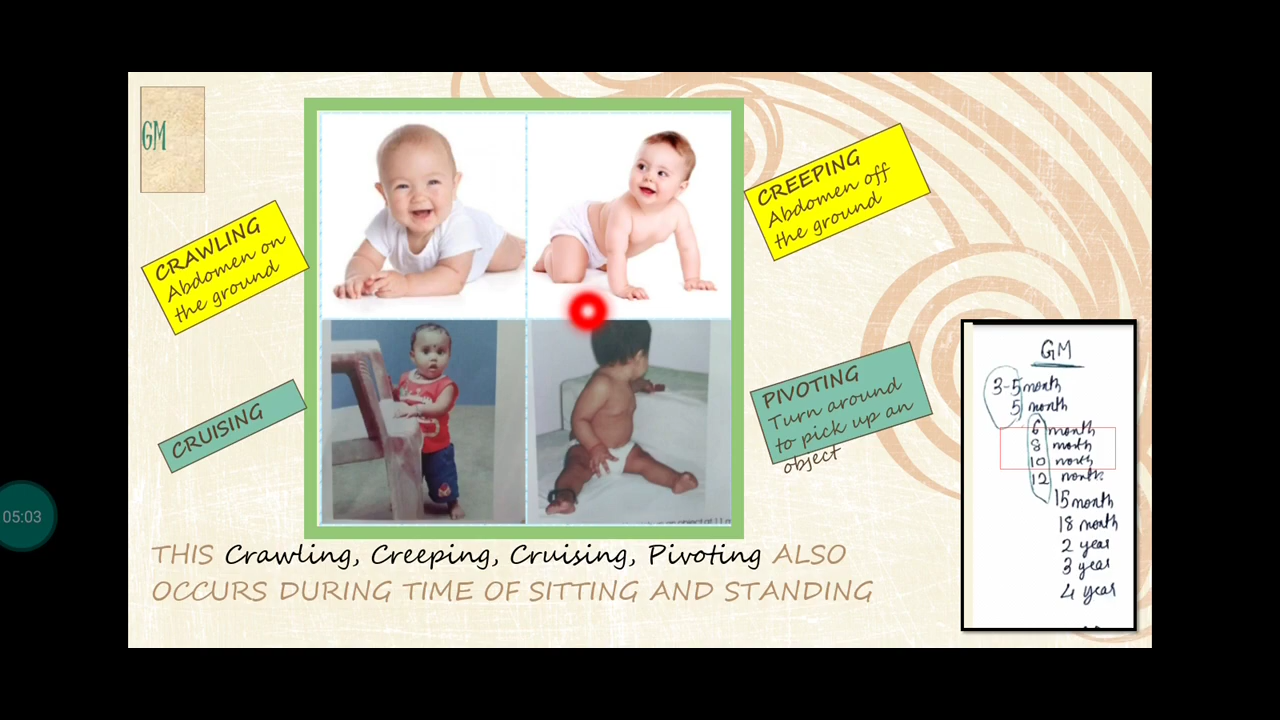 GM
CRAWLING
Abdomen on
the ground
CREEPING
Abdomen off
the ground
CRUISING
PIVOTING
Turn around
to pick up an
object
THIS Crawling, Creeping, Cruising, Pivoting ALSO
OCCURS DURING TIME OF SITTING AND STANDING
GM
3-5 month
5 month
6 month
8 month
10 month
12 month
15 month
18 month
2 year
3 year
4 year
05:03